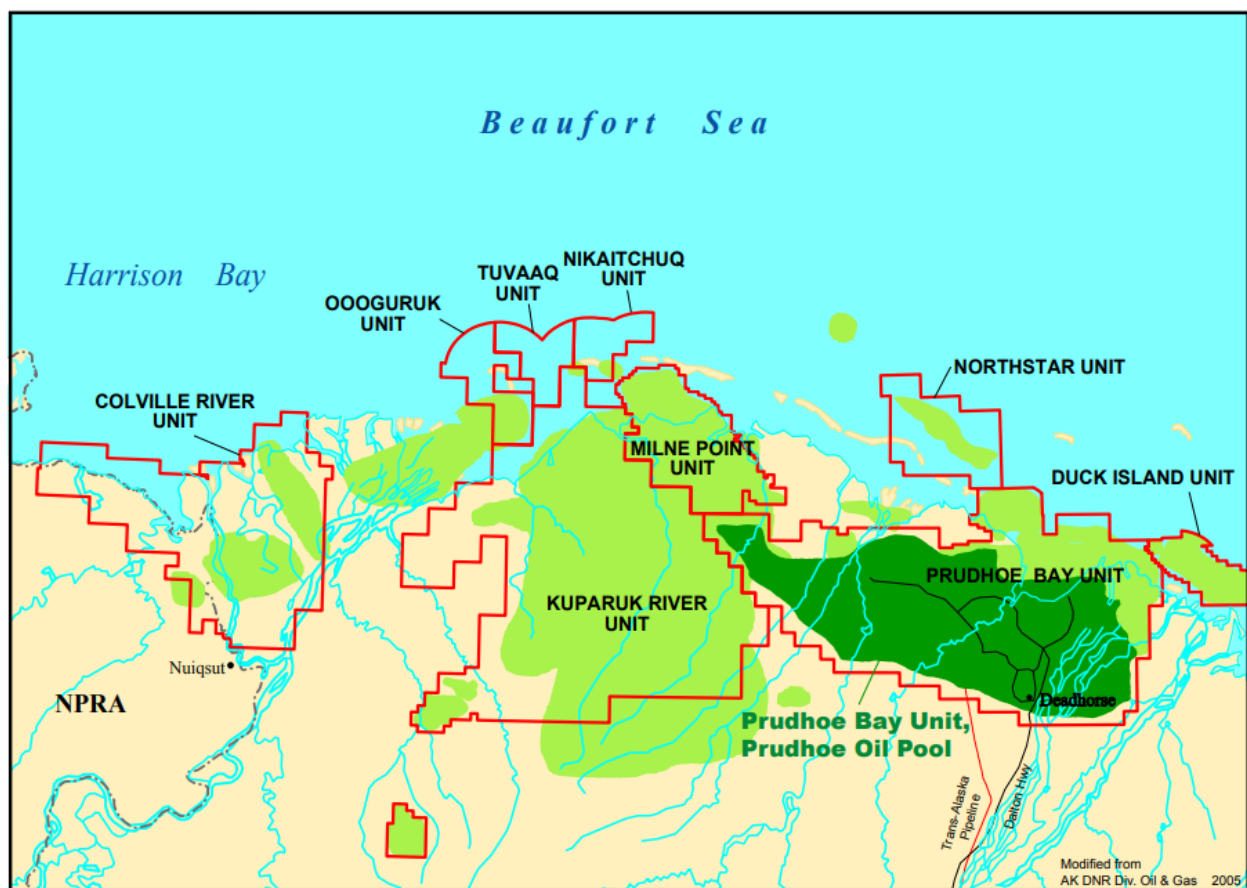 Beaufort Sea
Harrison Bay
NIKAITCHUQ
UNIT
TUVAAQ
UNIT
OOOGURUK
UNIT
NORTHSTAR UNIT
COLVILLE RIVER
UNIT
MILNE POINT
UNIT
DUCK ISLAND UNIT
PRUDHOE BAY UNIT
KUPARUK RIVER
UNIT
Nuiqsut
NPRA
Deadhorse
Prudhoe Bay Unit,
Prudhoe Oil Pool
Trans-Alaska
Pipeline
Dalton Hwy
Modified from
AK DNR Div. Oil & Gas 2005